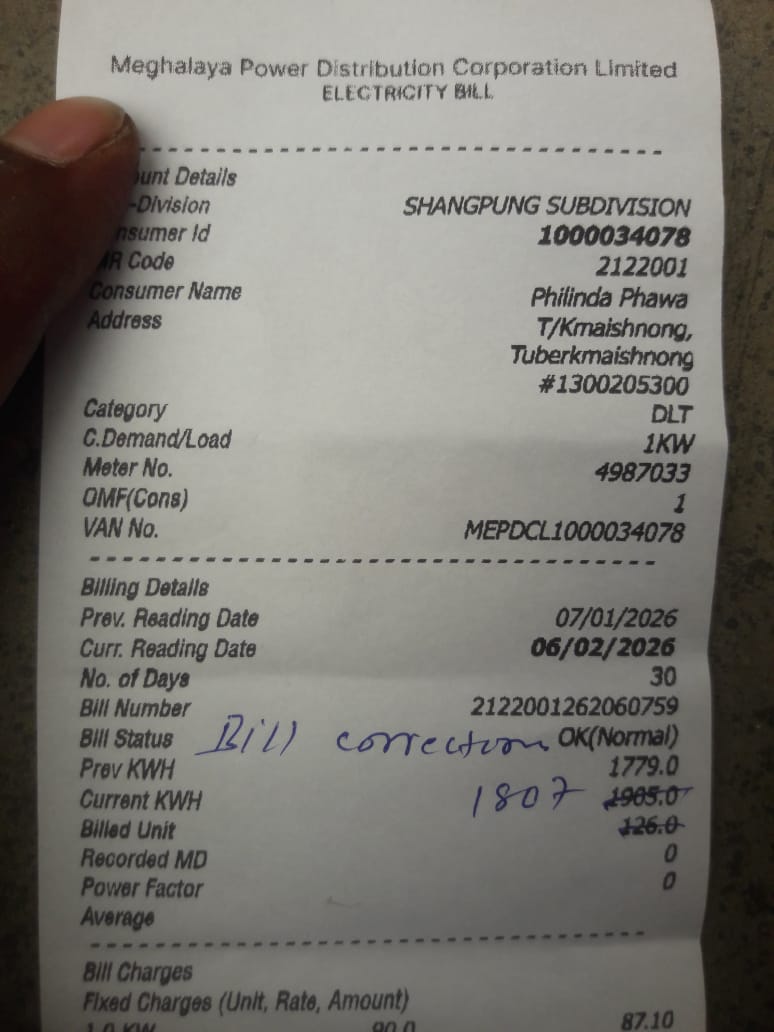 Meghalaya Power Distribution Corporation Limited
ELECTRICITY BILL
unt Details
-Division SHANGPUNG SUBDIVISION
nsumer Id 1000034078
R Code 2122001
Consumer Name Philinda Phawa
Address T/Kmaishnong,
Tuberkmaishnong
#1300205300
Category DLT
C.Demand/Load 1KW
Meter No. 4987033
OMF(Cons) 1
VAN No. MEPDCL1000034078
Billing Details
Prev. Reading Date 07/01/2026
Curr. Reading Date 06/02/2026
No. of Days 30
Bill Number 2122001262060759
Bill Status Bill correction OK(Normal)
Prev KWH 1779.0
Current KWH 1807 1905.0
Billed Unit 126.0
Recorded MD 0
Power Factor 0
Average
Bill Charges
Fixed Charges (Unit, Rate, Amount)
1.0 KW 90.0 87.10